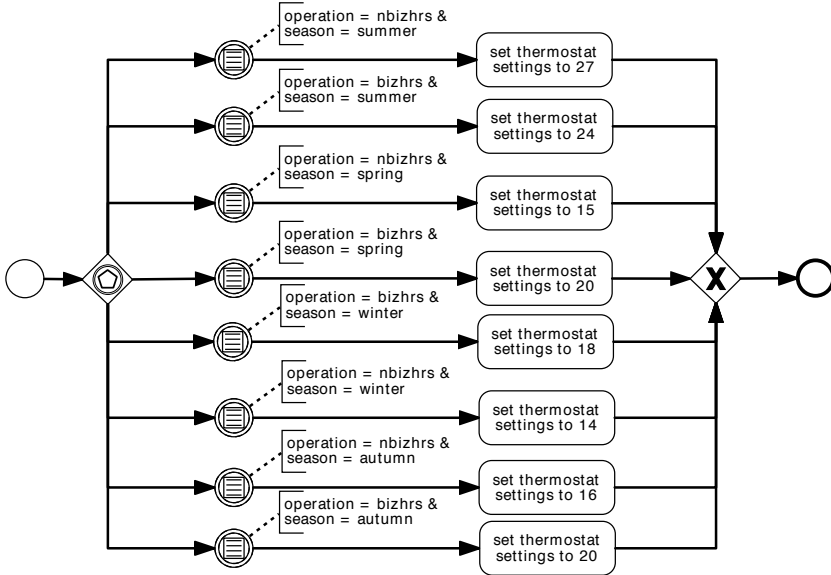 operation = nbizhrs &
season = summer
set thermostat
settings to 27
operation = bizhrs &
season = summer
set thermostat
settings to 24
operation = nbizhrs &
season = spring
set thermostat
settings to 15
operation = bizhrs &
season = spring
set thermostat
settings to 20
X
operation = bizhrs &
season = winter
set thermostat
settings to 18
operation = nbizhrs &
season = winter
set thermostat
settings to 14
operation = nbizhrs &
season = autumn
set thermostat
settings to 16
operation = bizhrs &
season = autumn
set thermostat
settings to 20